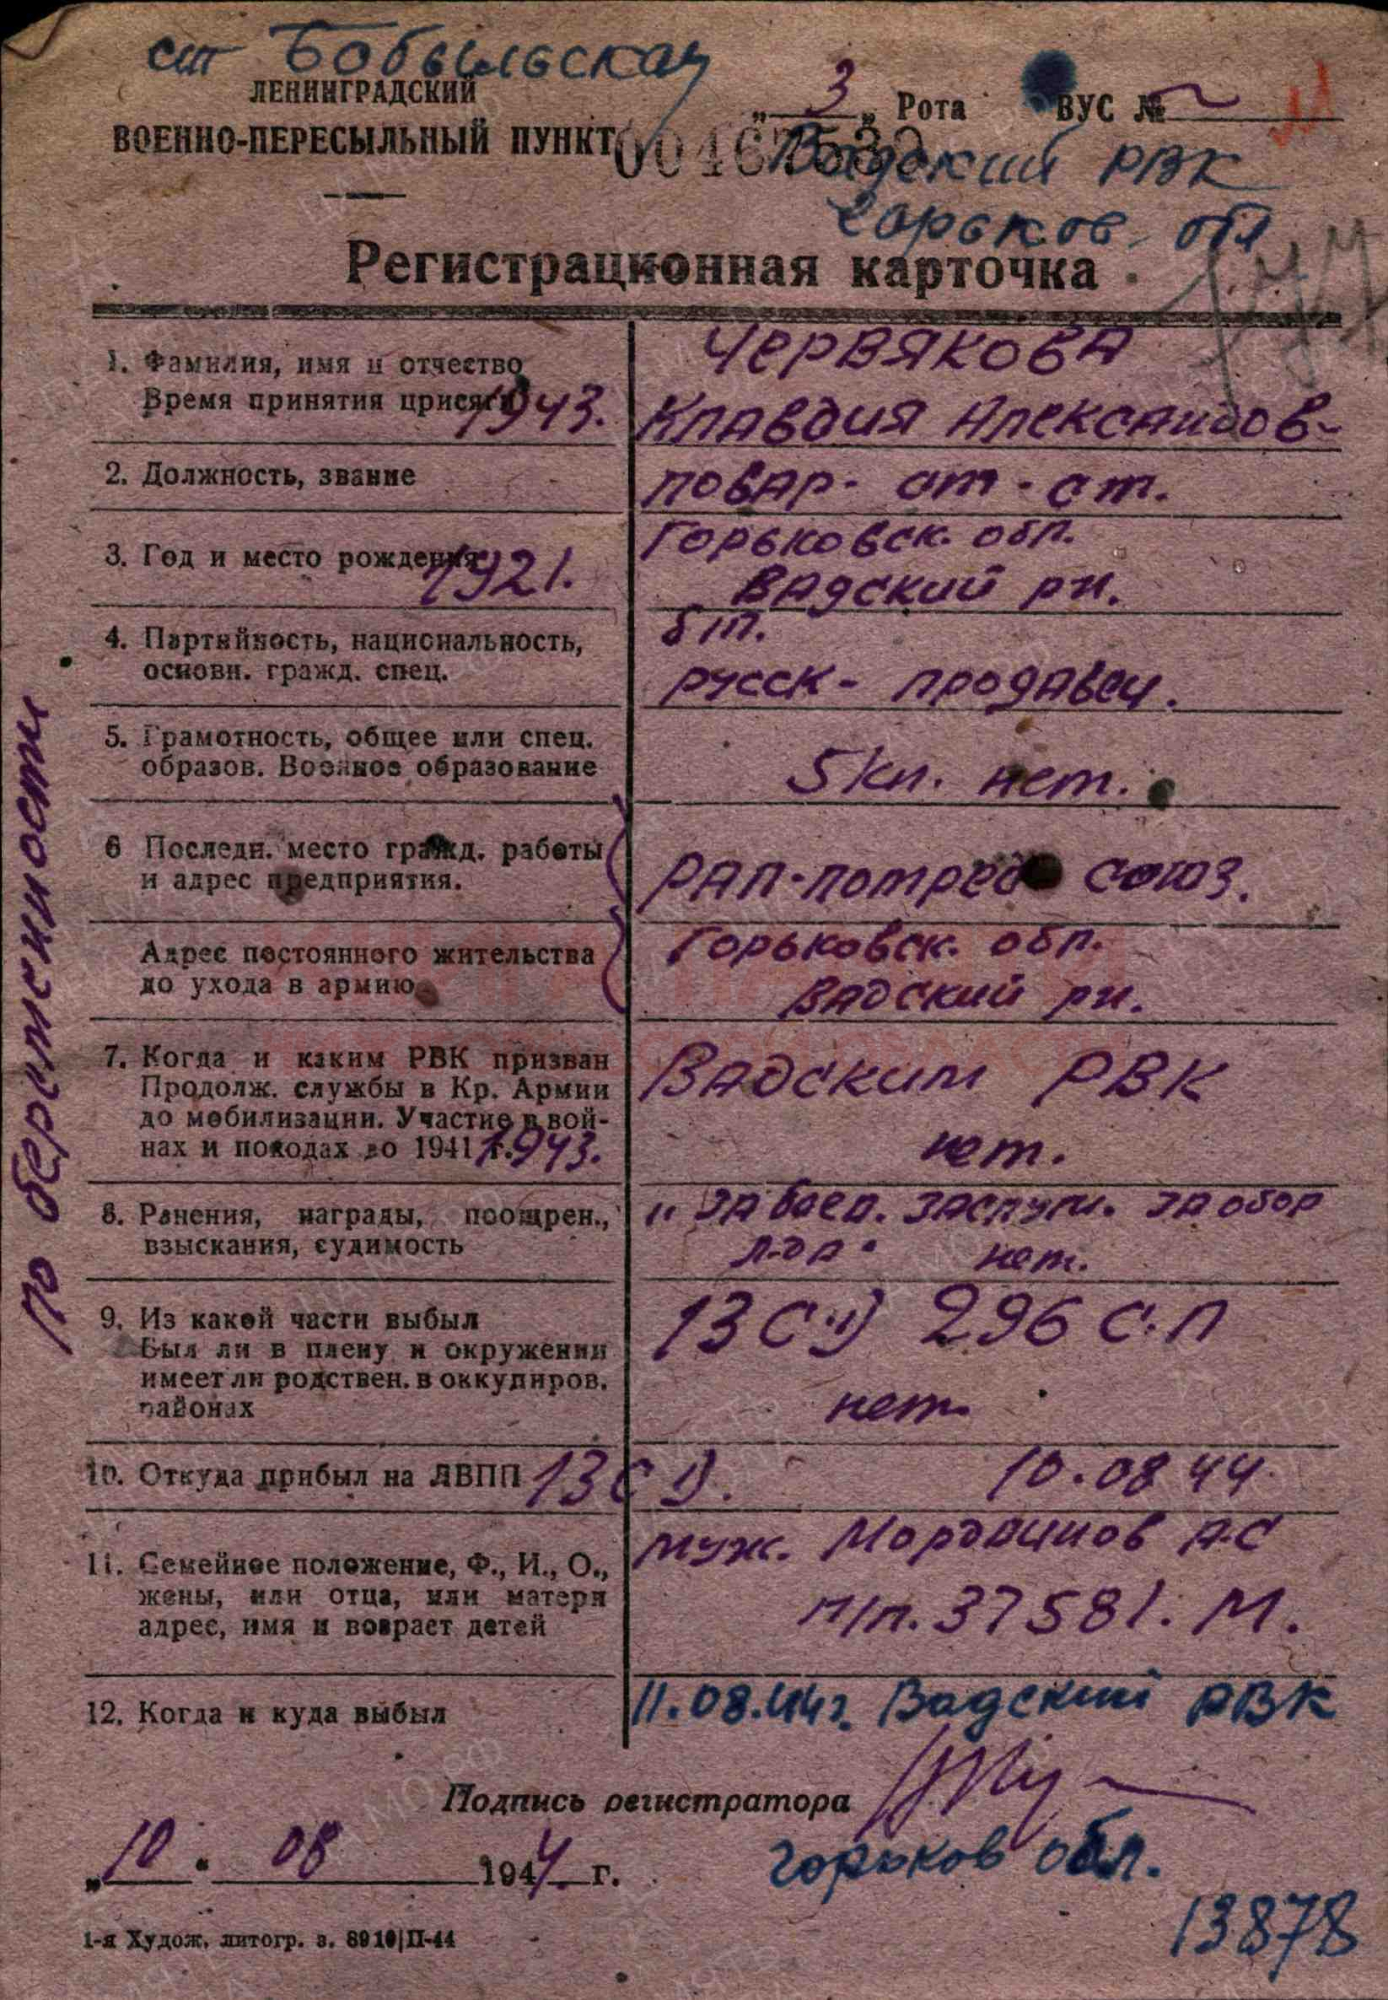 ст Бобыльская
ЛЕНИНГРАДСКИЙ
ВОЕННО-ПЕРЕСЫЛЬНЫЙ ПУНКТ
„ 3 „ Рота ВУС №
Вадский РВК
Горьков. обл
Регистрационная карточка
1. Фамилия, имя и отчество
Время принятия присяги 1943.
ЧЕРВЯКОВА
Клавдия Александров-
2. Должность, звание
повар - ст - ст.
3. Год и место рождения 1921.
Горьковск. обл.
Вадский рн.
4. Партийность, национальность,
основн. гражд. спец.
б/п.
русск - продавец.
5. Грамотность, общее или спец.
образов. Военное образование
5 кл. нет.
6 Последн. место гражд. работы
и адрес предприятия.
РАП-потреб союз.
Адрес постоянного жительства
до ухода в армию
Горьковск. обл.
Вадский рн.
7. Когда и каким РВК призван
Продолж. службы в Кр. Армии
до мобилизации. Участие в вой-
нах и походах до 1941 г. 1943.
Вадским РВК
нет.
8. Ранения, награды, поощрен.,
взыскания, судимость
„ За боев. заслуги. За обор
Л-да" нет.
9. Из какой части выбыл
Был ли в плену и окружении
имеет ли родствен. в оккупиров.
районах
13 СД 296 С.П
нет.
10. Откуда прибыл на ЛВПП 13 СД. 10.08 44.
11. Семейное положение, Ф., И., О.,
жены, или отца, или матери
адрес, имя и возраст детей
муж. Мордвинов А.С
п/п. 37581. М.
12. Когда и куда выбыл
11.08.44г. Вадский РВК
Подпись регистратора
„ 10 " 08 1944 г.
Горьков обл.
13878
1-я Худож. литогр. з. 8910|П-44
По беременности